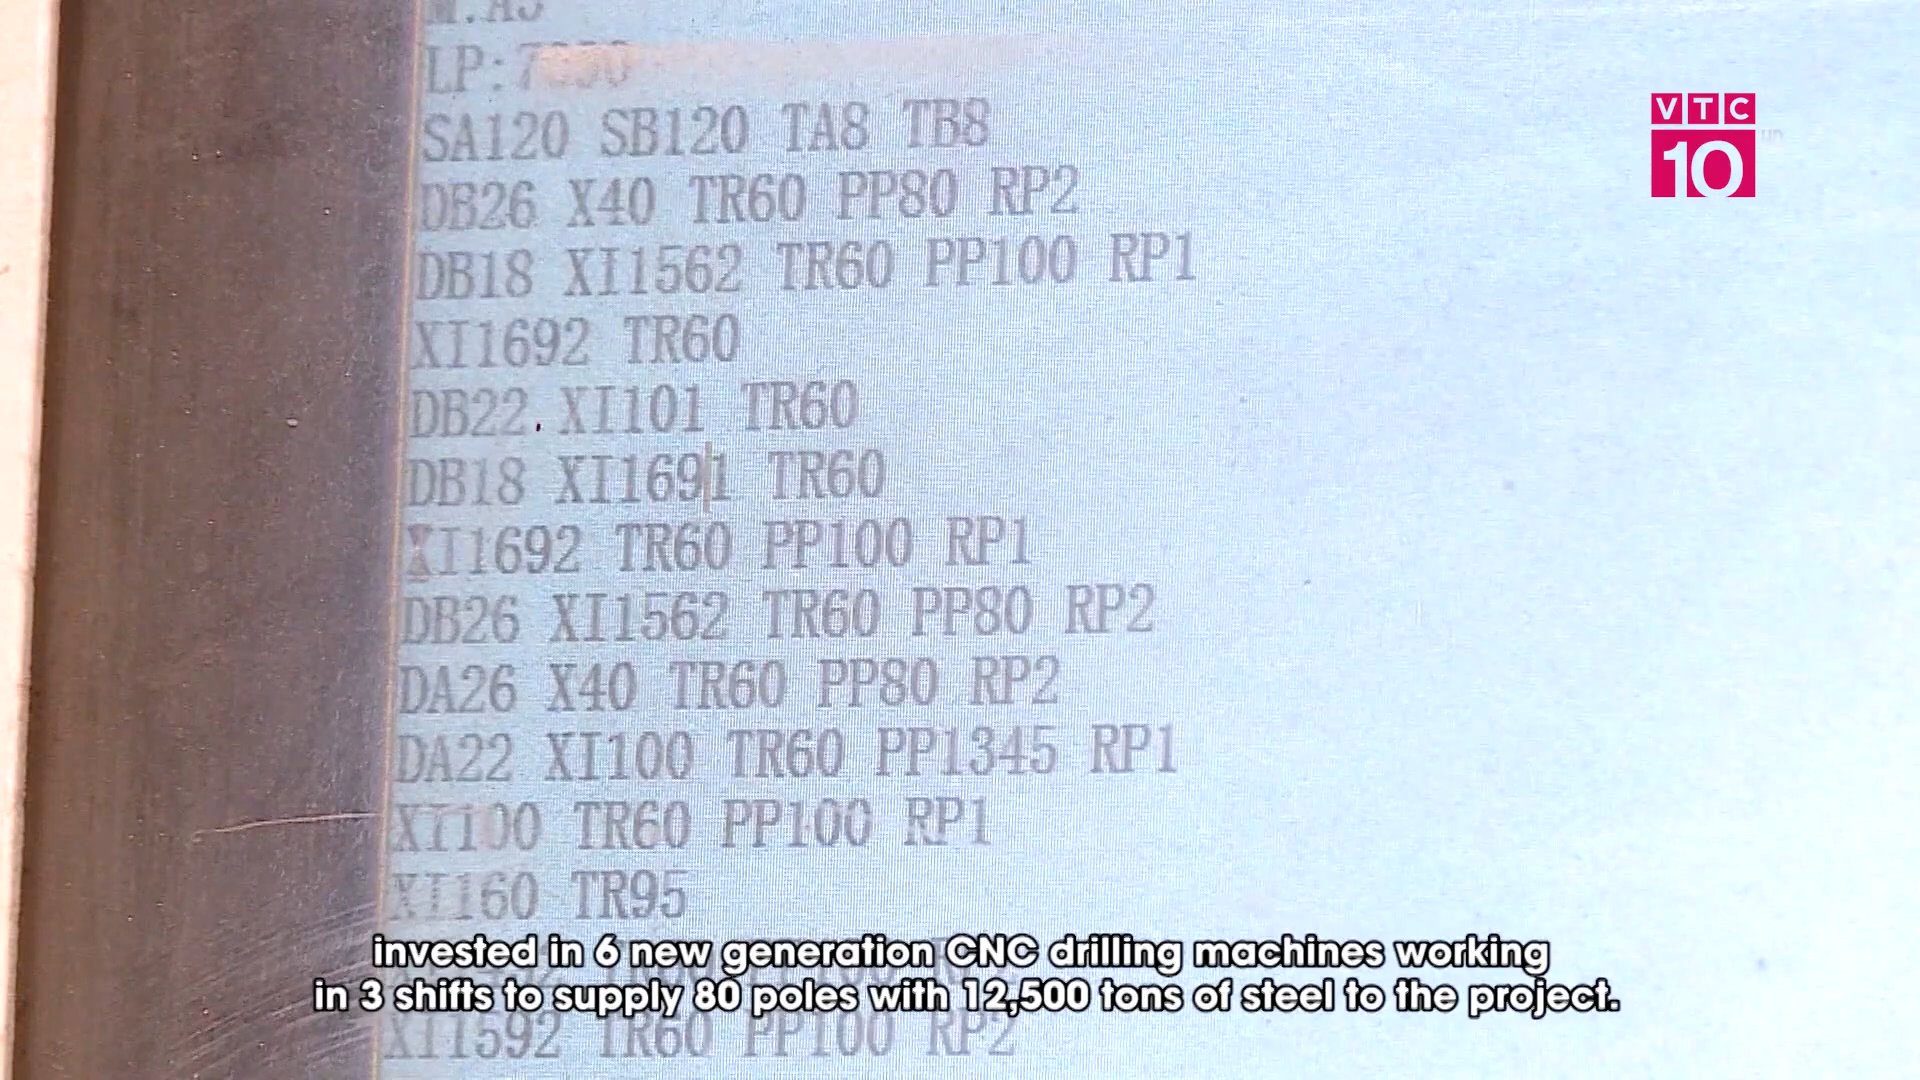 LP:
SA120 SB120 TA8 TB8
DB26 X40 TR60 PP80 RP2
DB18 XI1562 TR60 PP100 RP1
XI1692 TR60
DB22 XI101 TR60
DB18 XI1691 TR60
XI1692 TR60 PP100 RP1
DB26 XI1562 TR60 PP80 RP2
DA26 X40 TR60 PP80 RP2
DA22 XI100 TR60 PP1345 RP1
XI100 TR60 PP100 RP1
XI160 TR95
invested in 6 new generation CNC drilling machines working
in 3 shifts to supply 80 poles with 12,500 tons of steel to the project.
XI1592 TR60 PP100 RP2
VTC
10